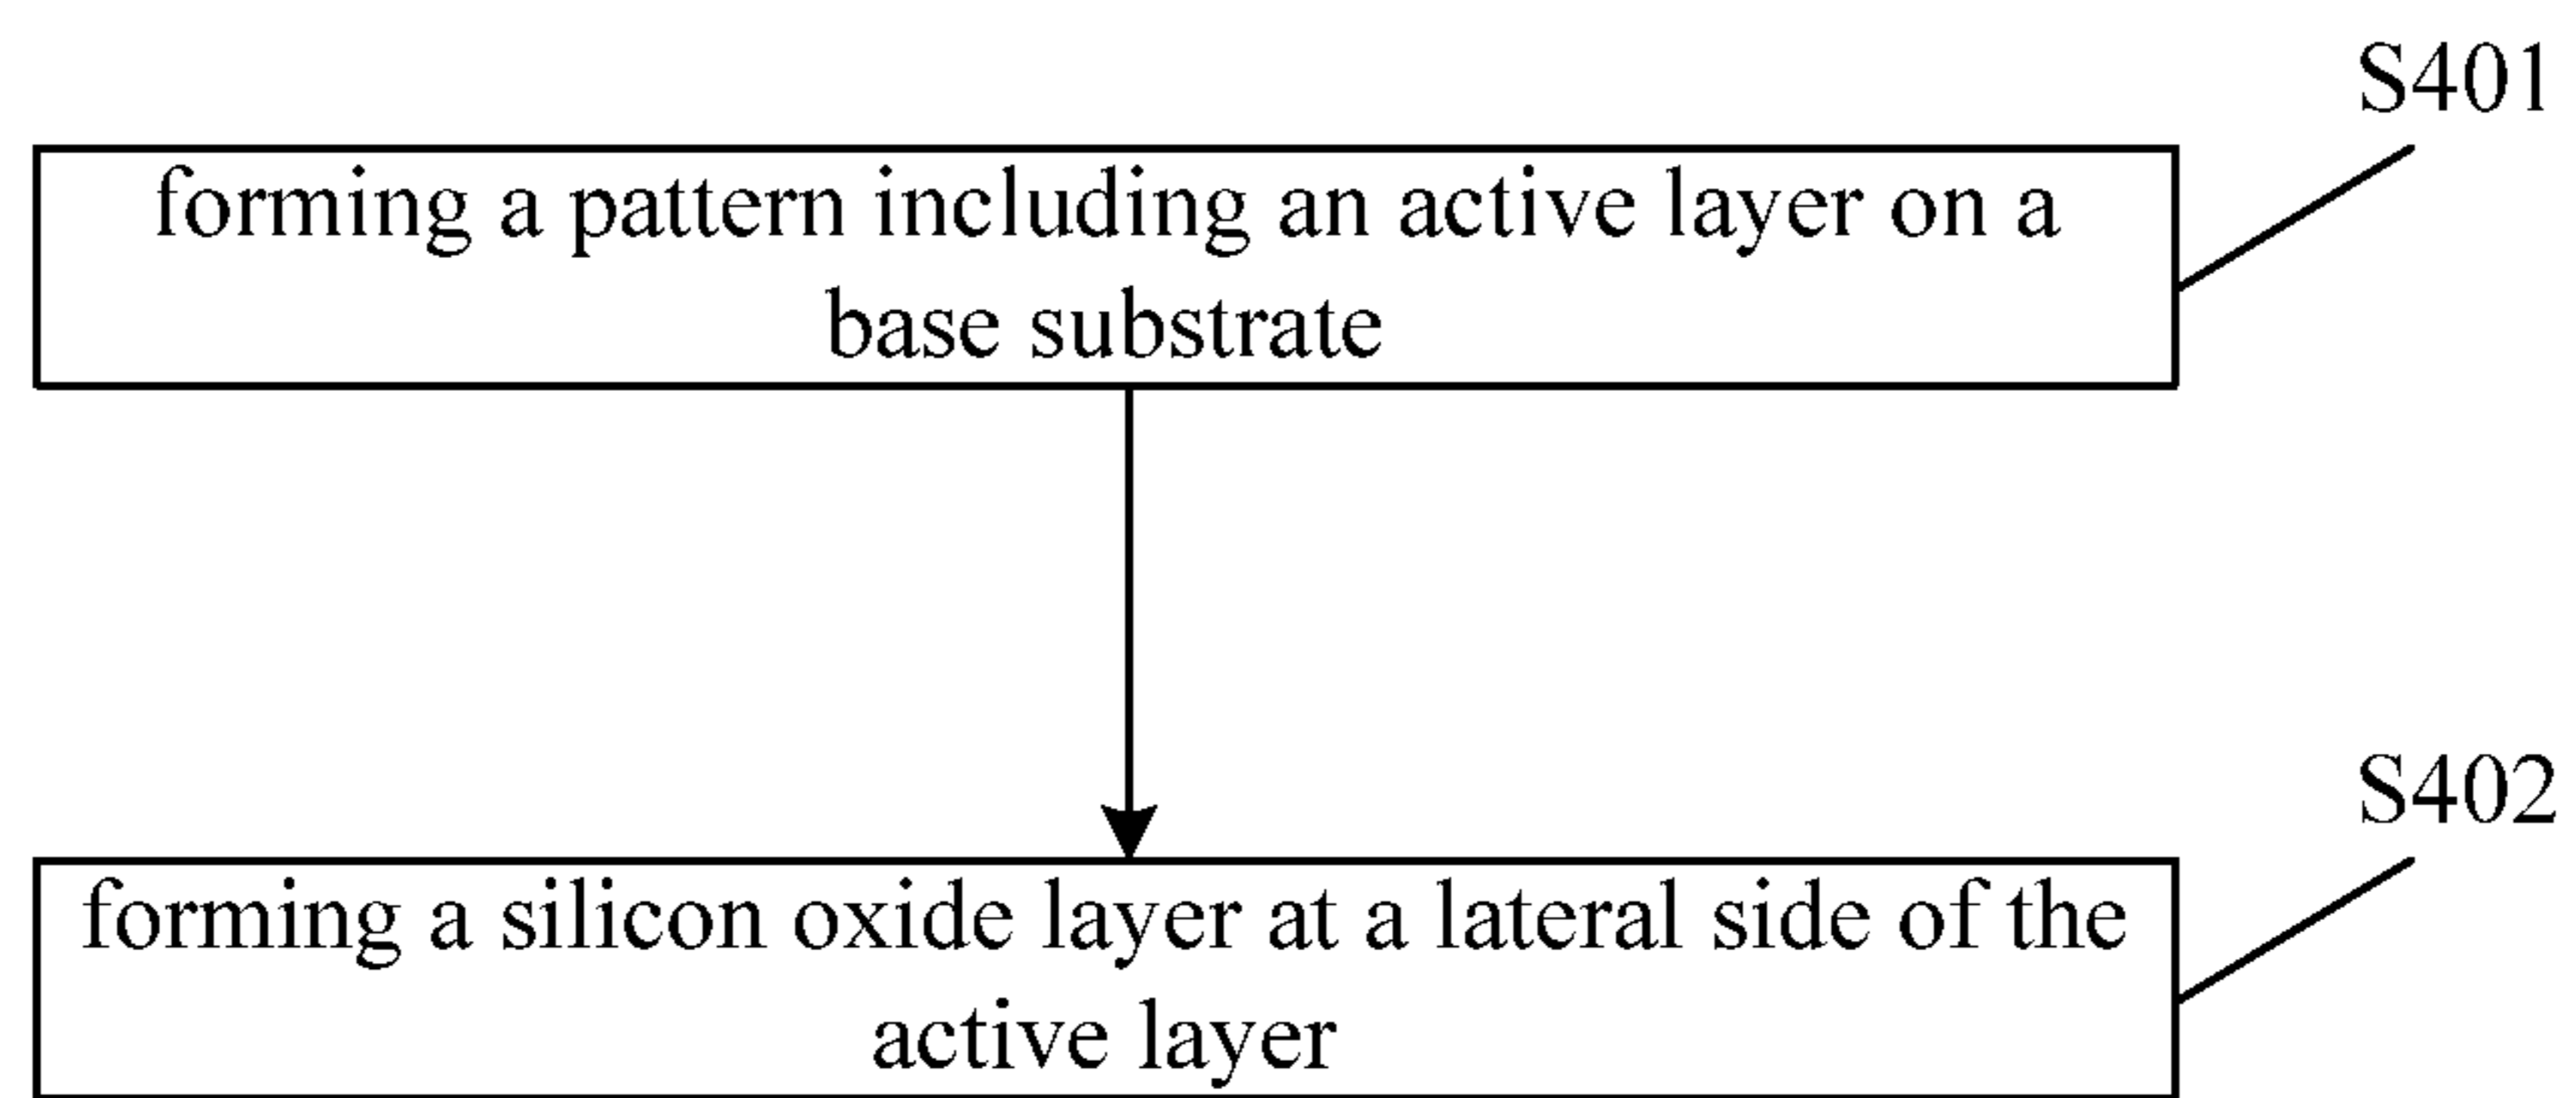 S401
forming a pattern including an active layer on a
base substrate
S402
forming a silicon oxide layer at a lateral side of the
active layer